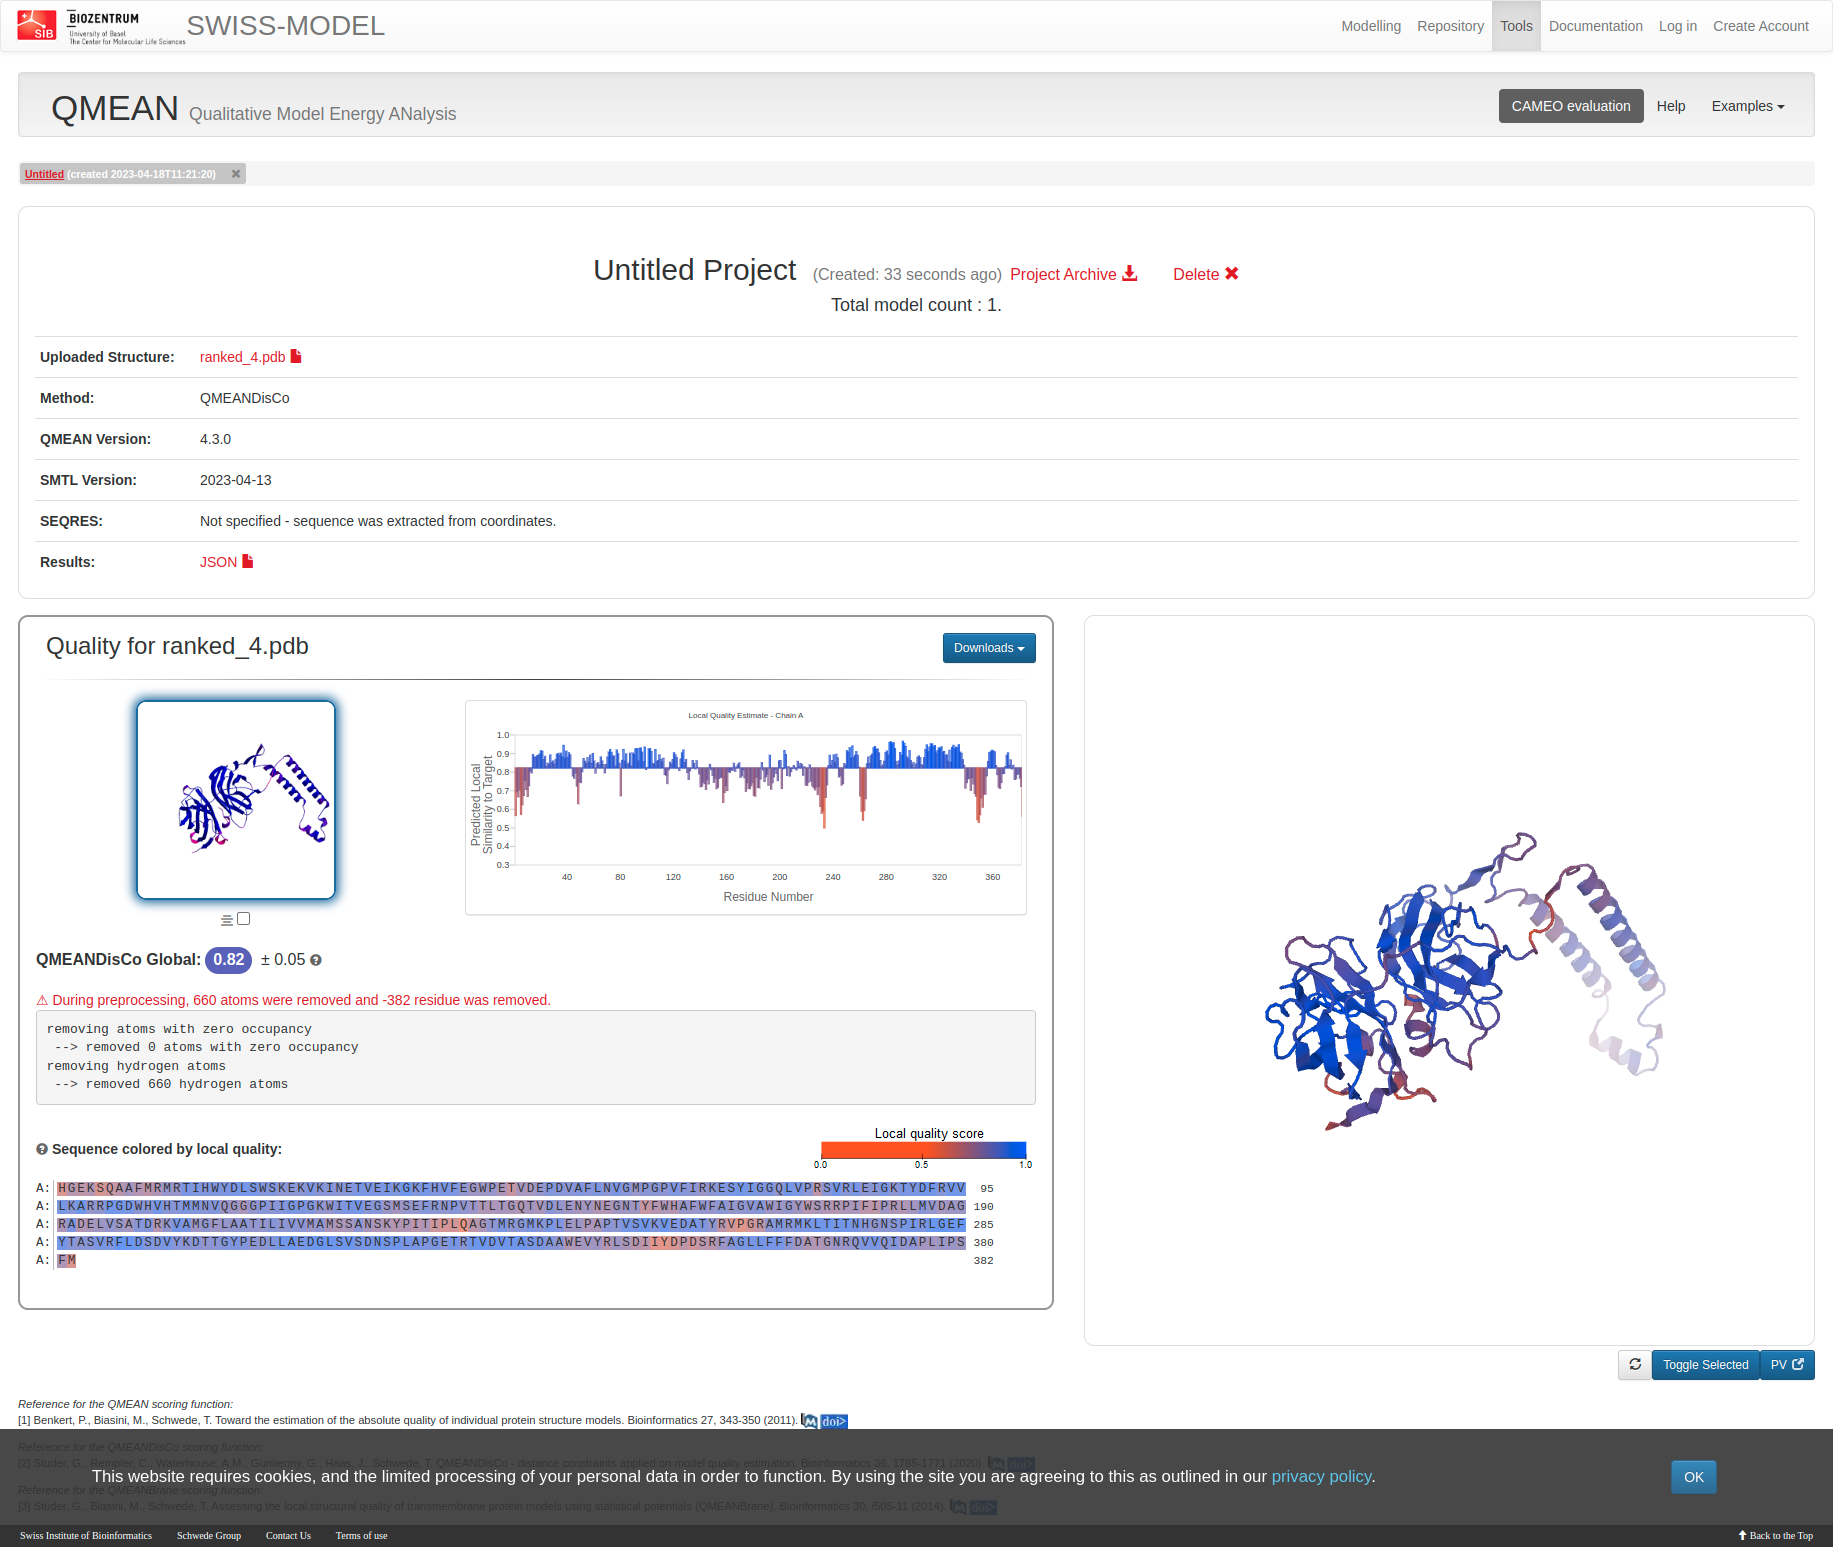 SIB
BIOZENTRUM
University of Basel
The Center for Molecular Life Sciences
SWISS-MODEL
Modelling
Repository
Tools
Documentation
Log in
Create Account
QMEAN Qualitative Model Energy ANalysis
CAMEO evaluation
Help
Examples
Untitled (created 2023-04-18T11:21:20)
Untitled Project (Created: 33 seconds ago) Project Archive Delete
Total model count : 1.
Uploaded Structure: ranked_4.pdb
Method: QMEANDisCo
QMEAN Version: 4.3.0
SMTL Version: 2023-04-13
SEQRES: Not specified - sequence was extracted from coordinates.
Results: JSON
Quality for ranked_4.pdb
Downloads
Local Quality Estimate - Chain A
Predicted Local
Similarity to Target
1.0
0.9
0.8
0.7
0.6
0.5
0.4
0.3
40 80 120 160 200 240 280 320 360
Residue Number
QMEANDisCo Global: 0.82 ± 0.05
⚠ During preprocessing, 660 atoms were removed and -382 residue was removed.
removing atoms with zero occupancy
--> removed 0 atoms with zero occupancy
removing hydrogen atoms
--> removed 660 hydrogen atoms
Sequence colored by local quality:
Local quality score
0.0 0.5 1.0
A: HGEKSQAAFMRMRTIHWYDLSWSKEKVKINETVEIKGKFHVFEGWPETVDEPDVAFLNVGMPGPVFIRKESYIGGQLVPRSVRLEIGKTYDFRVV 95
A: LKARRPGDWHVHTMMNVQGGGPIIGPGKWITVEGSMSEFRNPVTTLTGQTVDLENYNEGNTYFWHAFWFAIGVAWIGYWSRRPIFIPRLLMVDAG 190
A: RADELVSATDRKVAMGFLAATILIVVMAMSSANSKYPITIPLQAGTMRGMKPLELPAPTVSVKVEDATYRVPGRAMRMKLTITNHGNSPIRLGEF 285
A: YTASVRFLDSDVYKDTTGYPEDLLAEDGLSVSDNSPLAPGETRTVDVTASDAAWEVYRLSDIIYDPDSRFAGLLFFFDATGNRQVVQIDAPLIPS 380
A: FM 382
Toggle Selected
PV
Reference for the QMEAN scoring function:
[1] Benkert, P., Biasini, M., Schwede, T. Toward the estimation of the absolute quality of individual protein structure models. Bioinformatics 27, 343-350 (2011). doi>
Reference for the QMEANDisCo scoring function:
[2] Studer, G., Rempfer, C., Waterhouse, A.M., Gumienny, G., Haas, J., Schwede, T. QMEANDisCo - distance constraints applied on model quality estimation. Bioinformatics 36, 1765-1771 (2020). doi>
This website requires cookies, and the limited processing of your personal data in order to function. By using the site you are agreeing to this as outlined in our privacy policy.
OK
Reference for the QMEANBrane scoring function:
[3] Studer, G., Biasini, M., Schwede, T. Assessing the local structural quality of transmembrane protein models using statistical potentials (QMEANBrane). Bioinformatics 30, i505-11 (2014). doi>
Swiss Institute of Bioinformatics
Schwede Group
Contact Us
Terms of use
Back to the Top